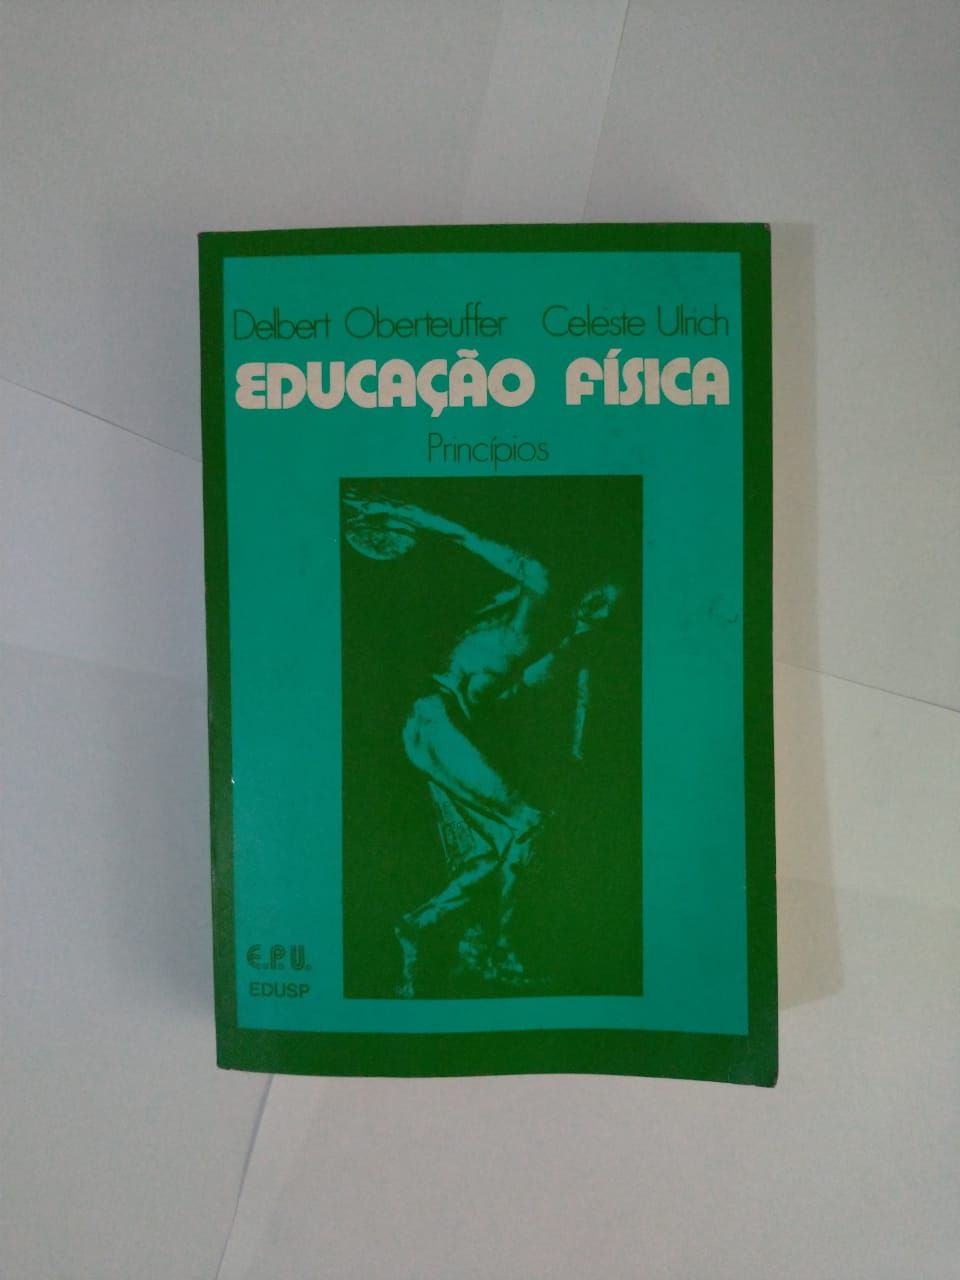 Delbert Oberteuffer Celeste Ulrich
EDUCAÇÃO FÍSICA
Princípios
E.P.U.
EDUSP